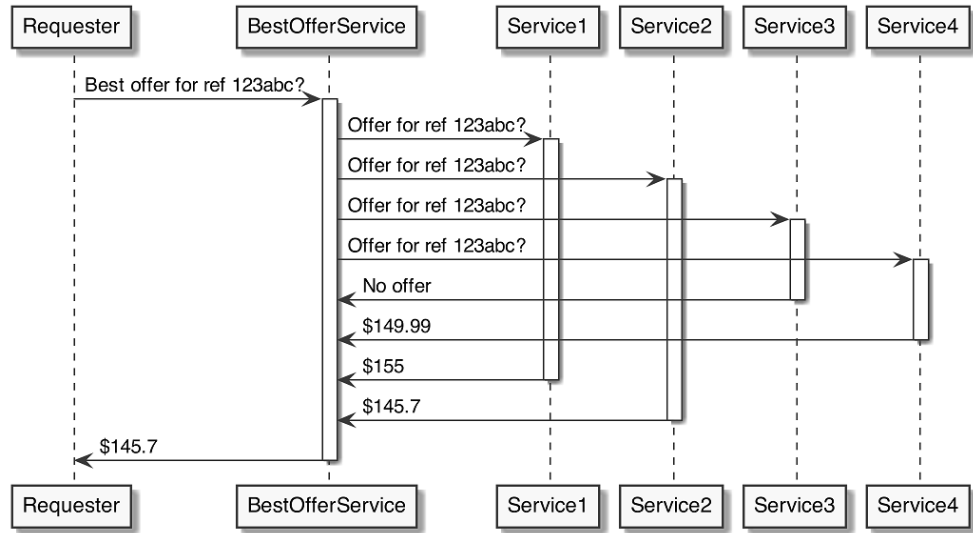 Requester BestOfferService Service1 Service2 Service3 Service4
Best offer for ref 123abc?
Offer for ref 123abc?
Offer for ref 123abc?
Offer for ref 123abc?
Offer for ref 123abc?
No offer
$149.99
$155
$145.7
$145.7
Requester BestOfferService Service1 Service2 Service3 Service4